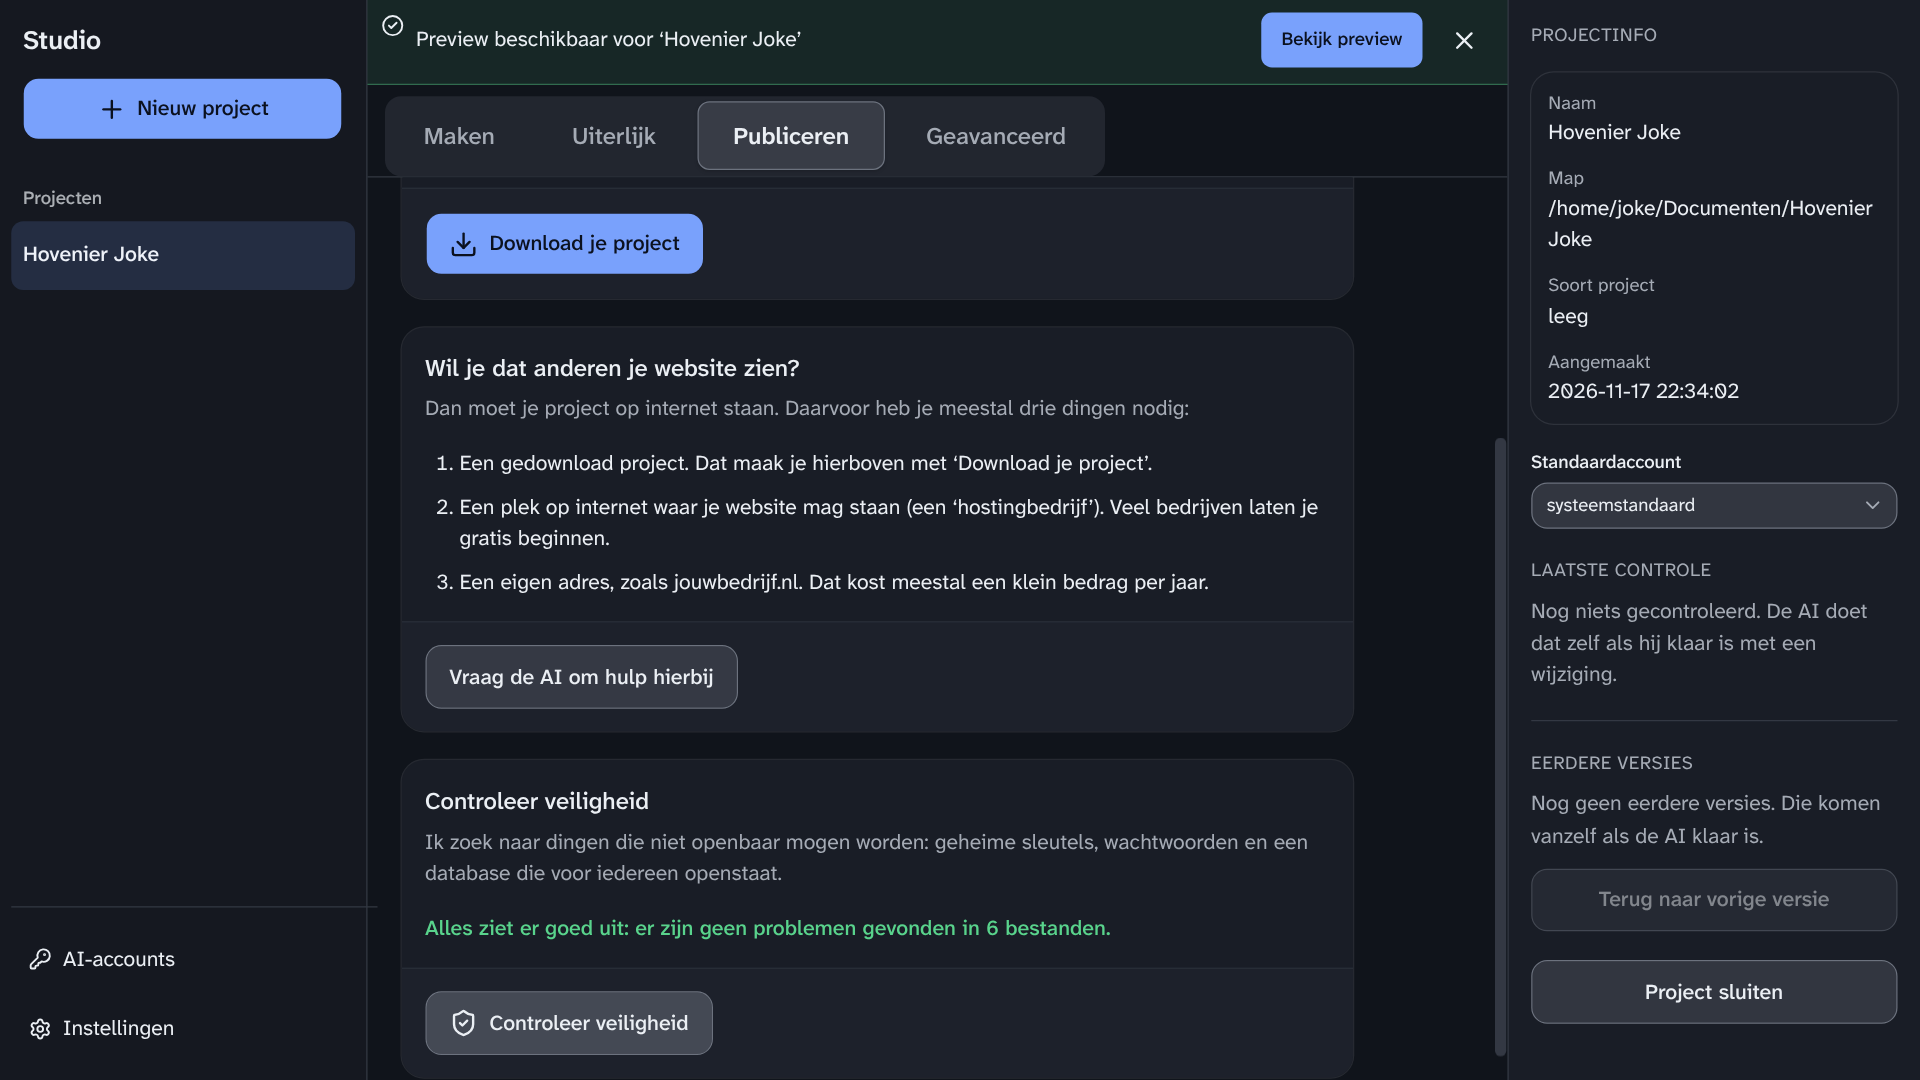 Studio
Nieuw project
Projecten
Hovenier Joke
AI-accounts
Instellingen
Preview beschikbaar voor ‘Hovenier Joke’
Bekijk preview
Maken
Uiterlijk
Publiceren
Geavanceerd
Download je project
Wil je dat anderen je website zien?
Dan moet je project op internet staan. Daarvoor heb je meestal drie dingen nodig:
1. Een gedownload project. Dat maak je hierboven met ‘Download je project’.
2. Een plek op internet waar je website mag staan (een ‘hostingbedrijf’). Veel bedrijven laten je
gratis beginnen.
3. Een eigen adres, zoals jouwbedrijf.nl. Dat kost meestal een klein bedrag per jaar.
Vraag de AI om hulp hierbij
Controleer veiligheid
Ik zoek naar dingen die niet openbaar mogen worden: geheime sleutels, wachtwoorden en een
database die voor iedereen openstaat.
Alles ziet er goed uit: er zijn geen problemen gevonden in 6 bestanden.
Controleer veiligheid
PROJECTINFO
Naam
Hovenier Joke
Map
/home/joke/Documenten/Hovenier
Joke
Soort project
leeg
Aangemaakt
2026-11-17 22:34:02
Standaardaccount
systeemstandaard
LAATSTE CONTROLE
Nog niets gecontroleerd. De AI doet
dat zelf als hij klaar is met een
wijziging.
EERDERE VERSIES
Nog geen eerdere versies. Die komen
vanzelf als de AI klaar is.
Terug naar vorige versie
Project sluiten